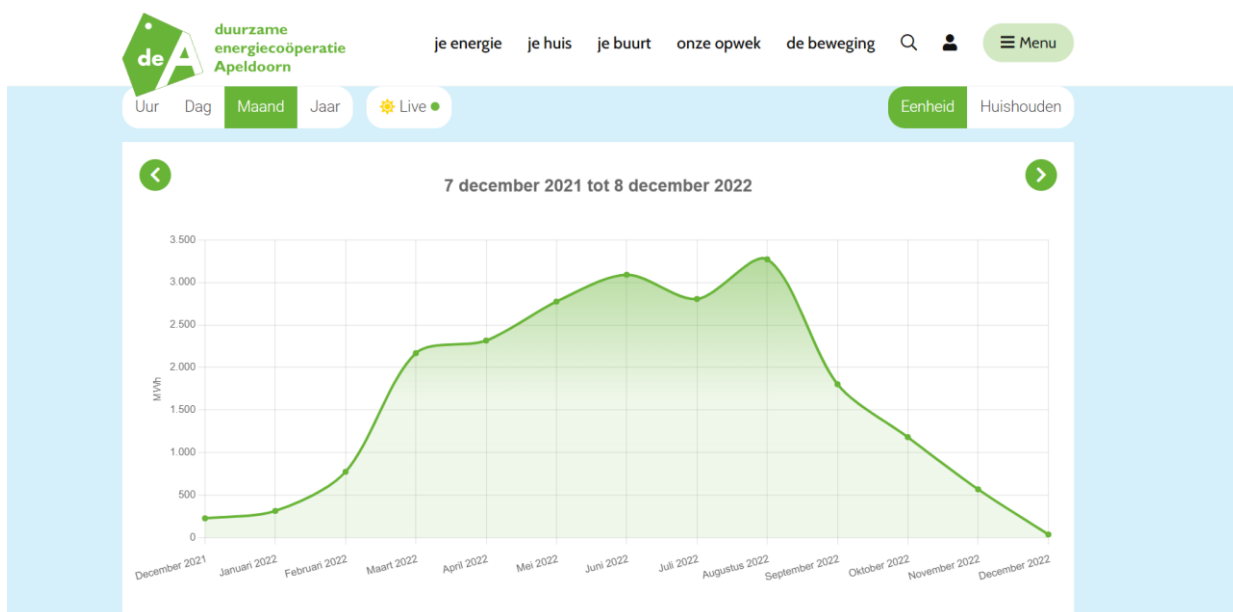 deA
duurzame
energiecoöperatie
Apeldoorn
je energie je huis je buurt onze opwek de beweging Menu
Uur Dag Maand Jaar Live Eenheid Huishouden
7 december 2021 tot 8 december 2022
3.500
3.000
2.500
2.000
1.500
1.000
500
0
MWh
December 2021 Januari 2022 Februari 2022 Maart 2022 April 2022 Mei 2022 Juni 2022 Juli 2022 Augustus 2022 September 2022 Oktober 2022 November 2022 December 2022